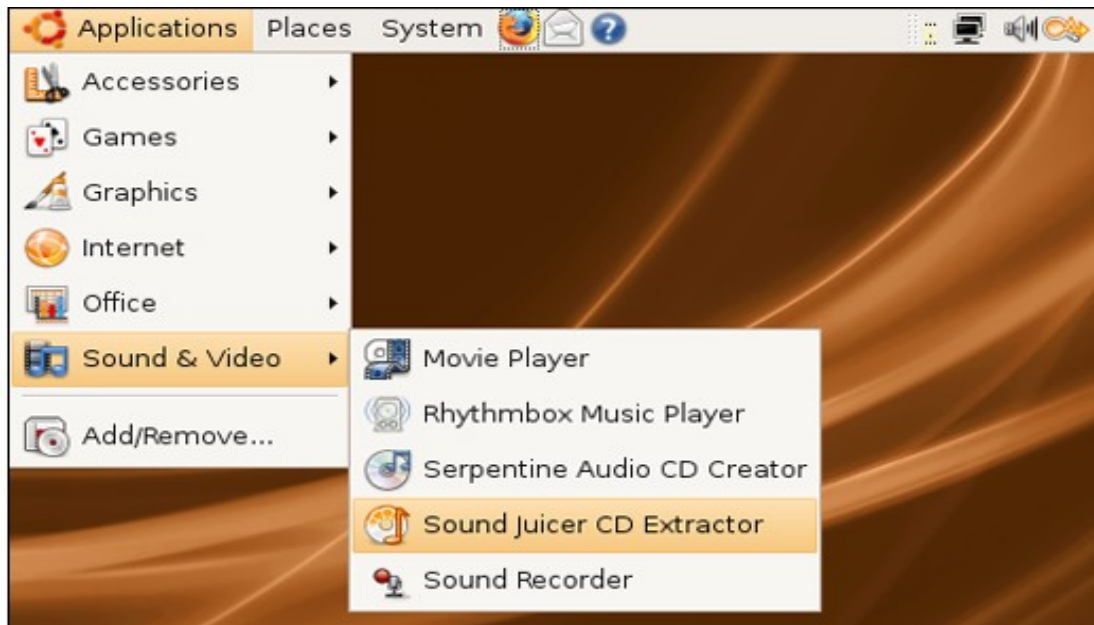 Applications Places System
Accessories
Games
Graphics
Internet
Office
Sound & Video
Add/Remove...
Movie Player
Rhythmbox Music Player
Serpentine Audio CD Creator
Sound Juicer CD Extractor
Sound Recorder